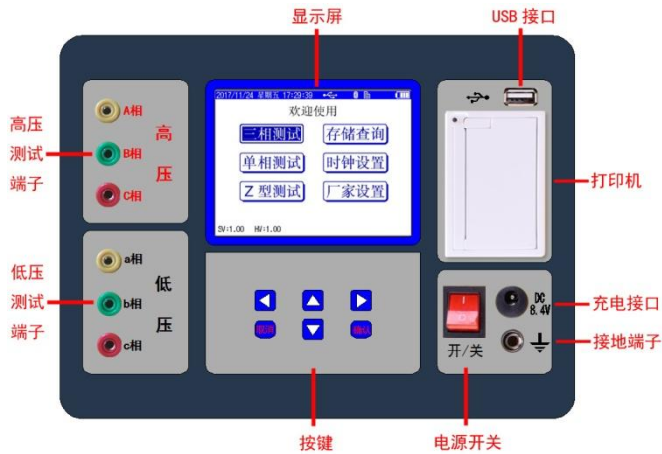 显示屏
USB 接口
2017/11/24 星期五 17:29:39
欢迎使用
三相测试
存储查询
单相测试
时钟设置
Z 型测试
厂家设置
SV:1.00 HV:1.00
高压
测试
端子
A相
B相
C相
高
压
低压
测试
端子
a相
b相
c相
低
压
取消
确认
打印机
DC
8.4V
充电接口
开/关
接地端子
按键
电源开关